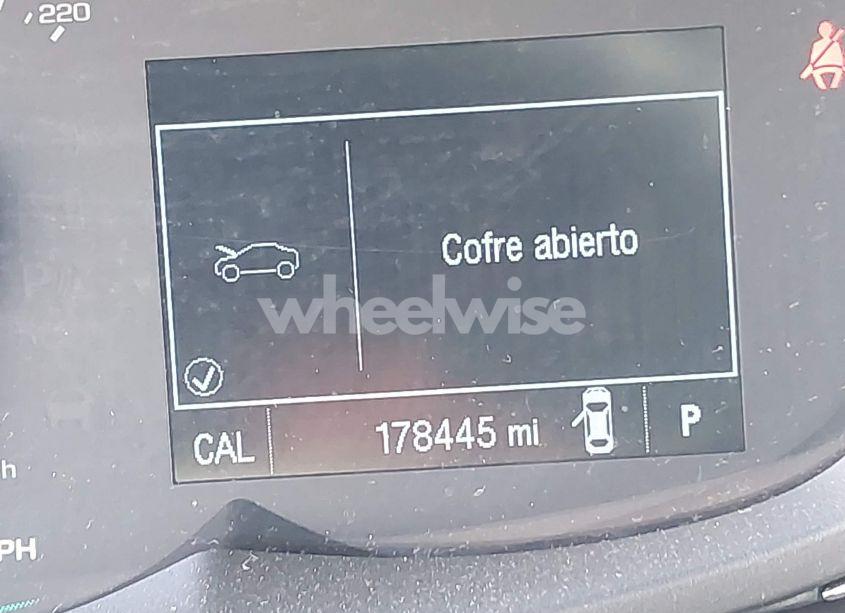 220
Cofre abierto
wheelwise
CAL 178445 mi P
h
PH